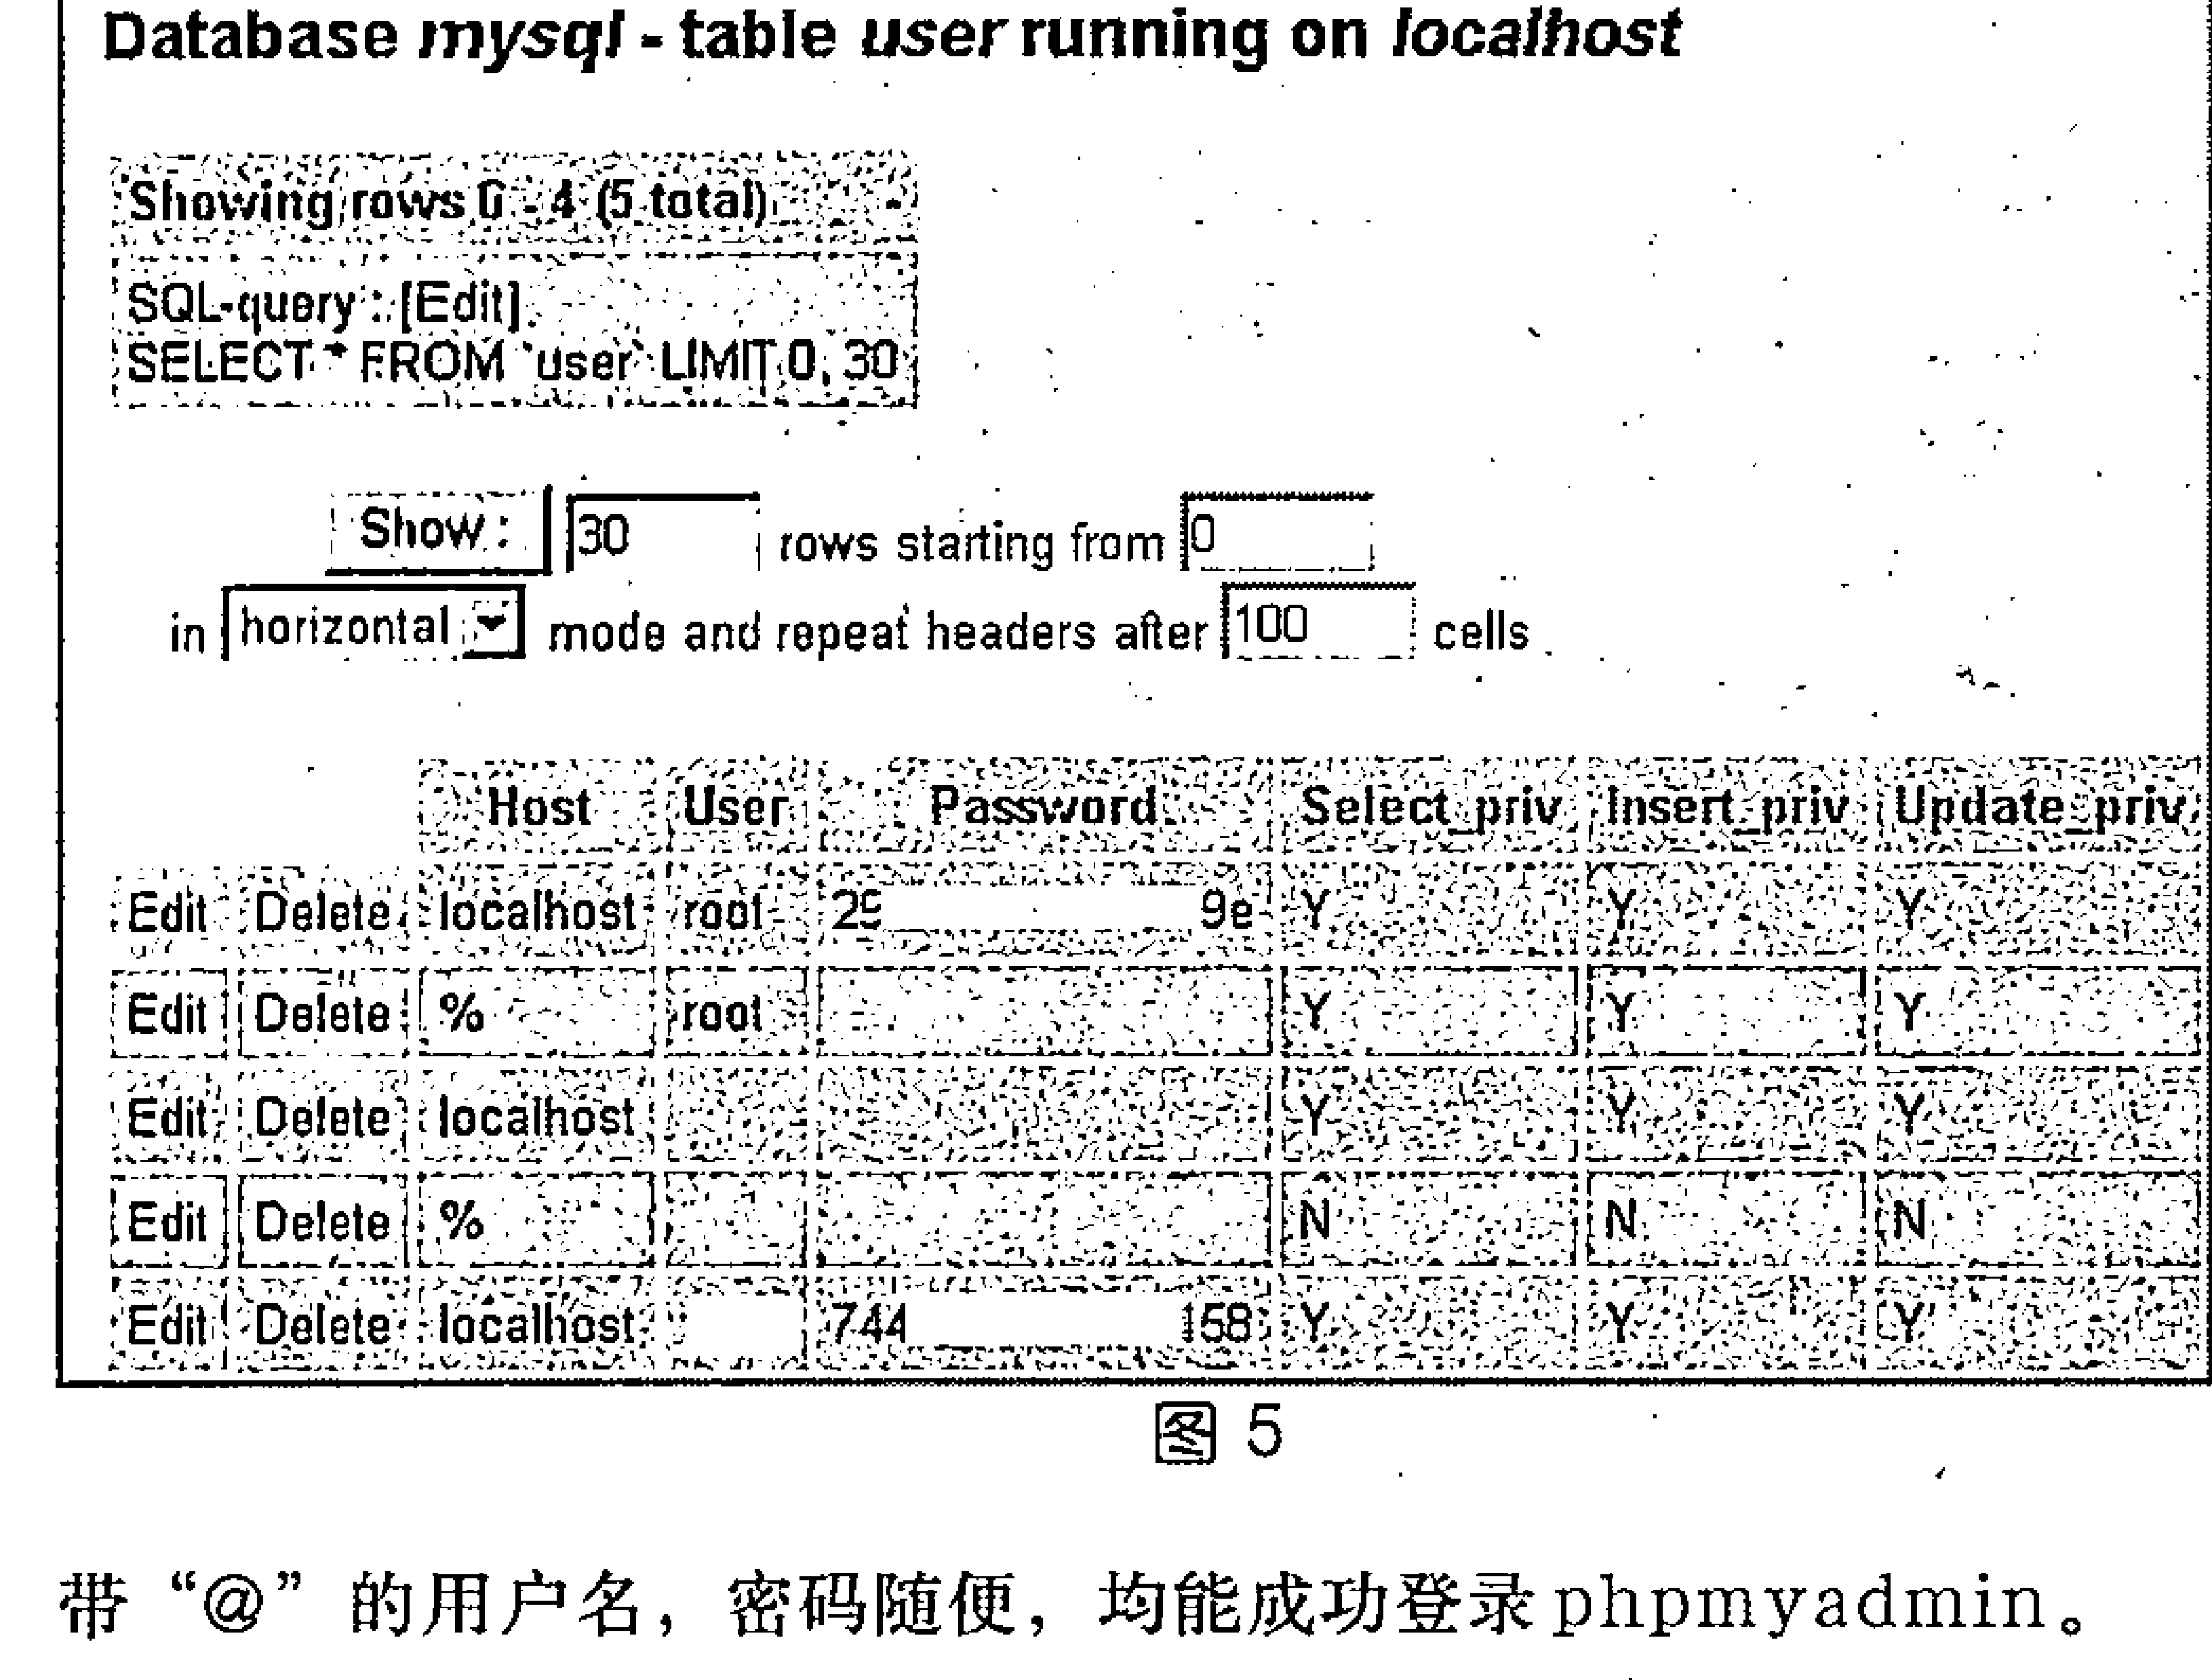 Database mysql - table user running on localhost
Showing rows 0 - 4 (5 total)
SQL-query : [Edit]
SELECT * FROM `user` LIMIT 0, 30
Show : 30 rows starting from 0
in horizontal mode and repeat headers after 100 cells
Host User Password Select_priv Insert_priv Update_priv
Edit Delete localhost root 29 9e Y Y Y
Edit Delete % root Y Y Y
Edit Delete localhost Y Y Y
Edit Delete % N N N
Edit Delete localhost 744 158 Y Y Y
图 5
带“@”的用户名，密码随便，均能成功登录phpmyadmin。